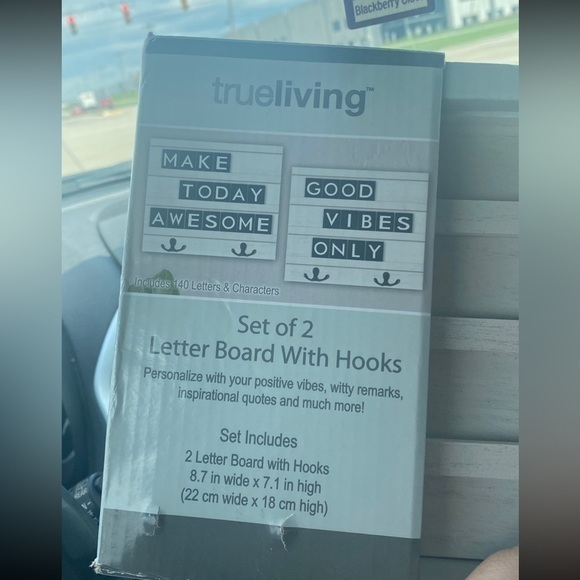 Blackberry
trueliving™
MAKE
TODAY
AWESOME
GOOD
VIBES
ONLY
Includes 140 Letters & Characters
Set of 2
Letter Board With Hooks
Personalize with your positive vibes, witty remarks,
inspirational quotes and much more!
Set Includes
2 Letter Board with Hooks
8.7 in wide x 7.1 in high
(22 cm wide x 18 cm high)